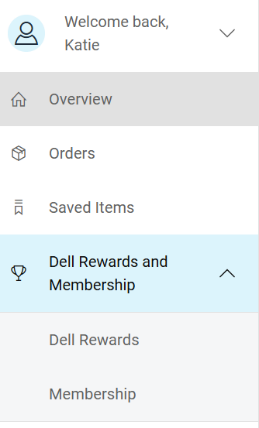 Welcome back,
Katie
Overview
Orders
Saved Items
Dell Rewards and
Membership
Dell Rewards
Membership